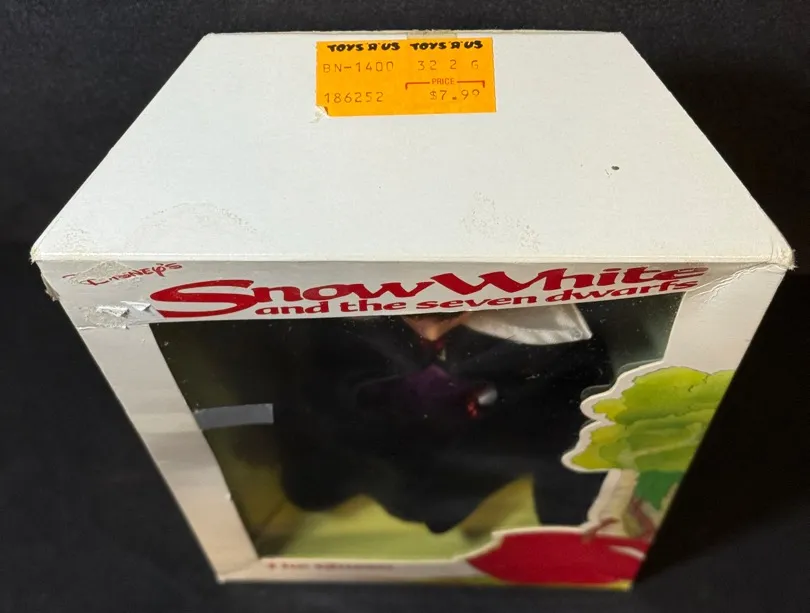 TOYS "R" US TOYS "R" US
BN-1400 32 2 6
PRICE
186252 $7.99
DISNEY'S
Snow White
and the seven dwarfs